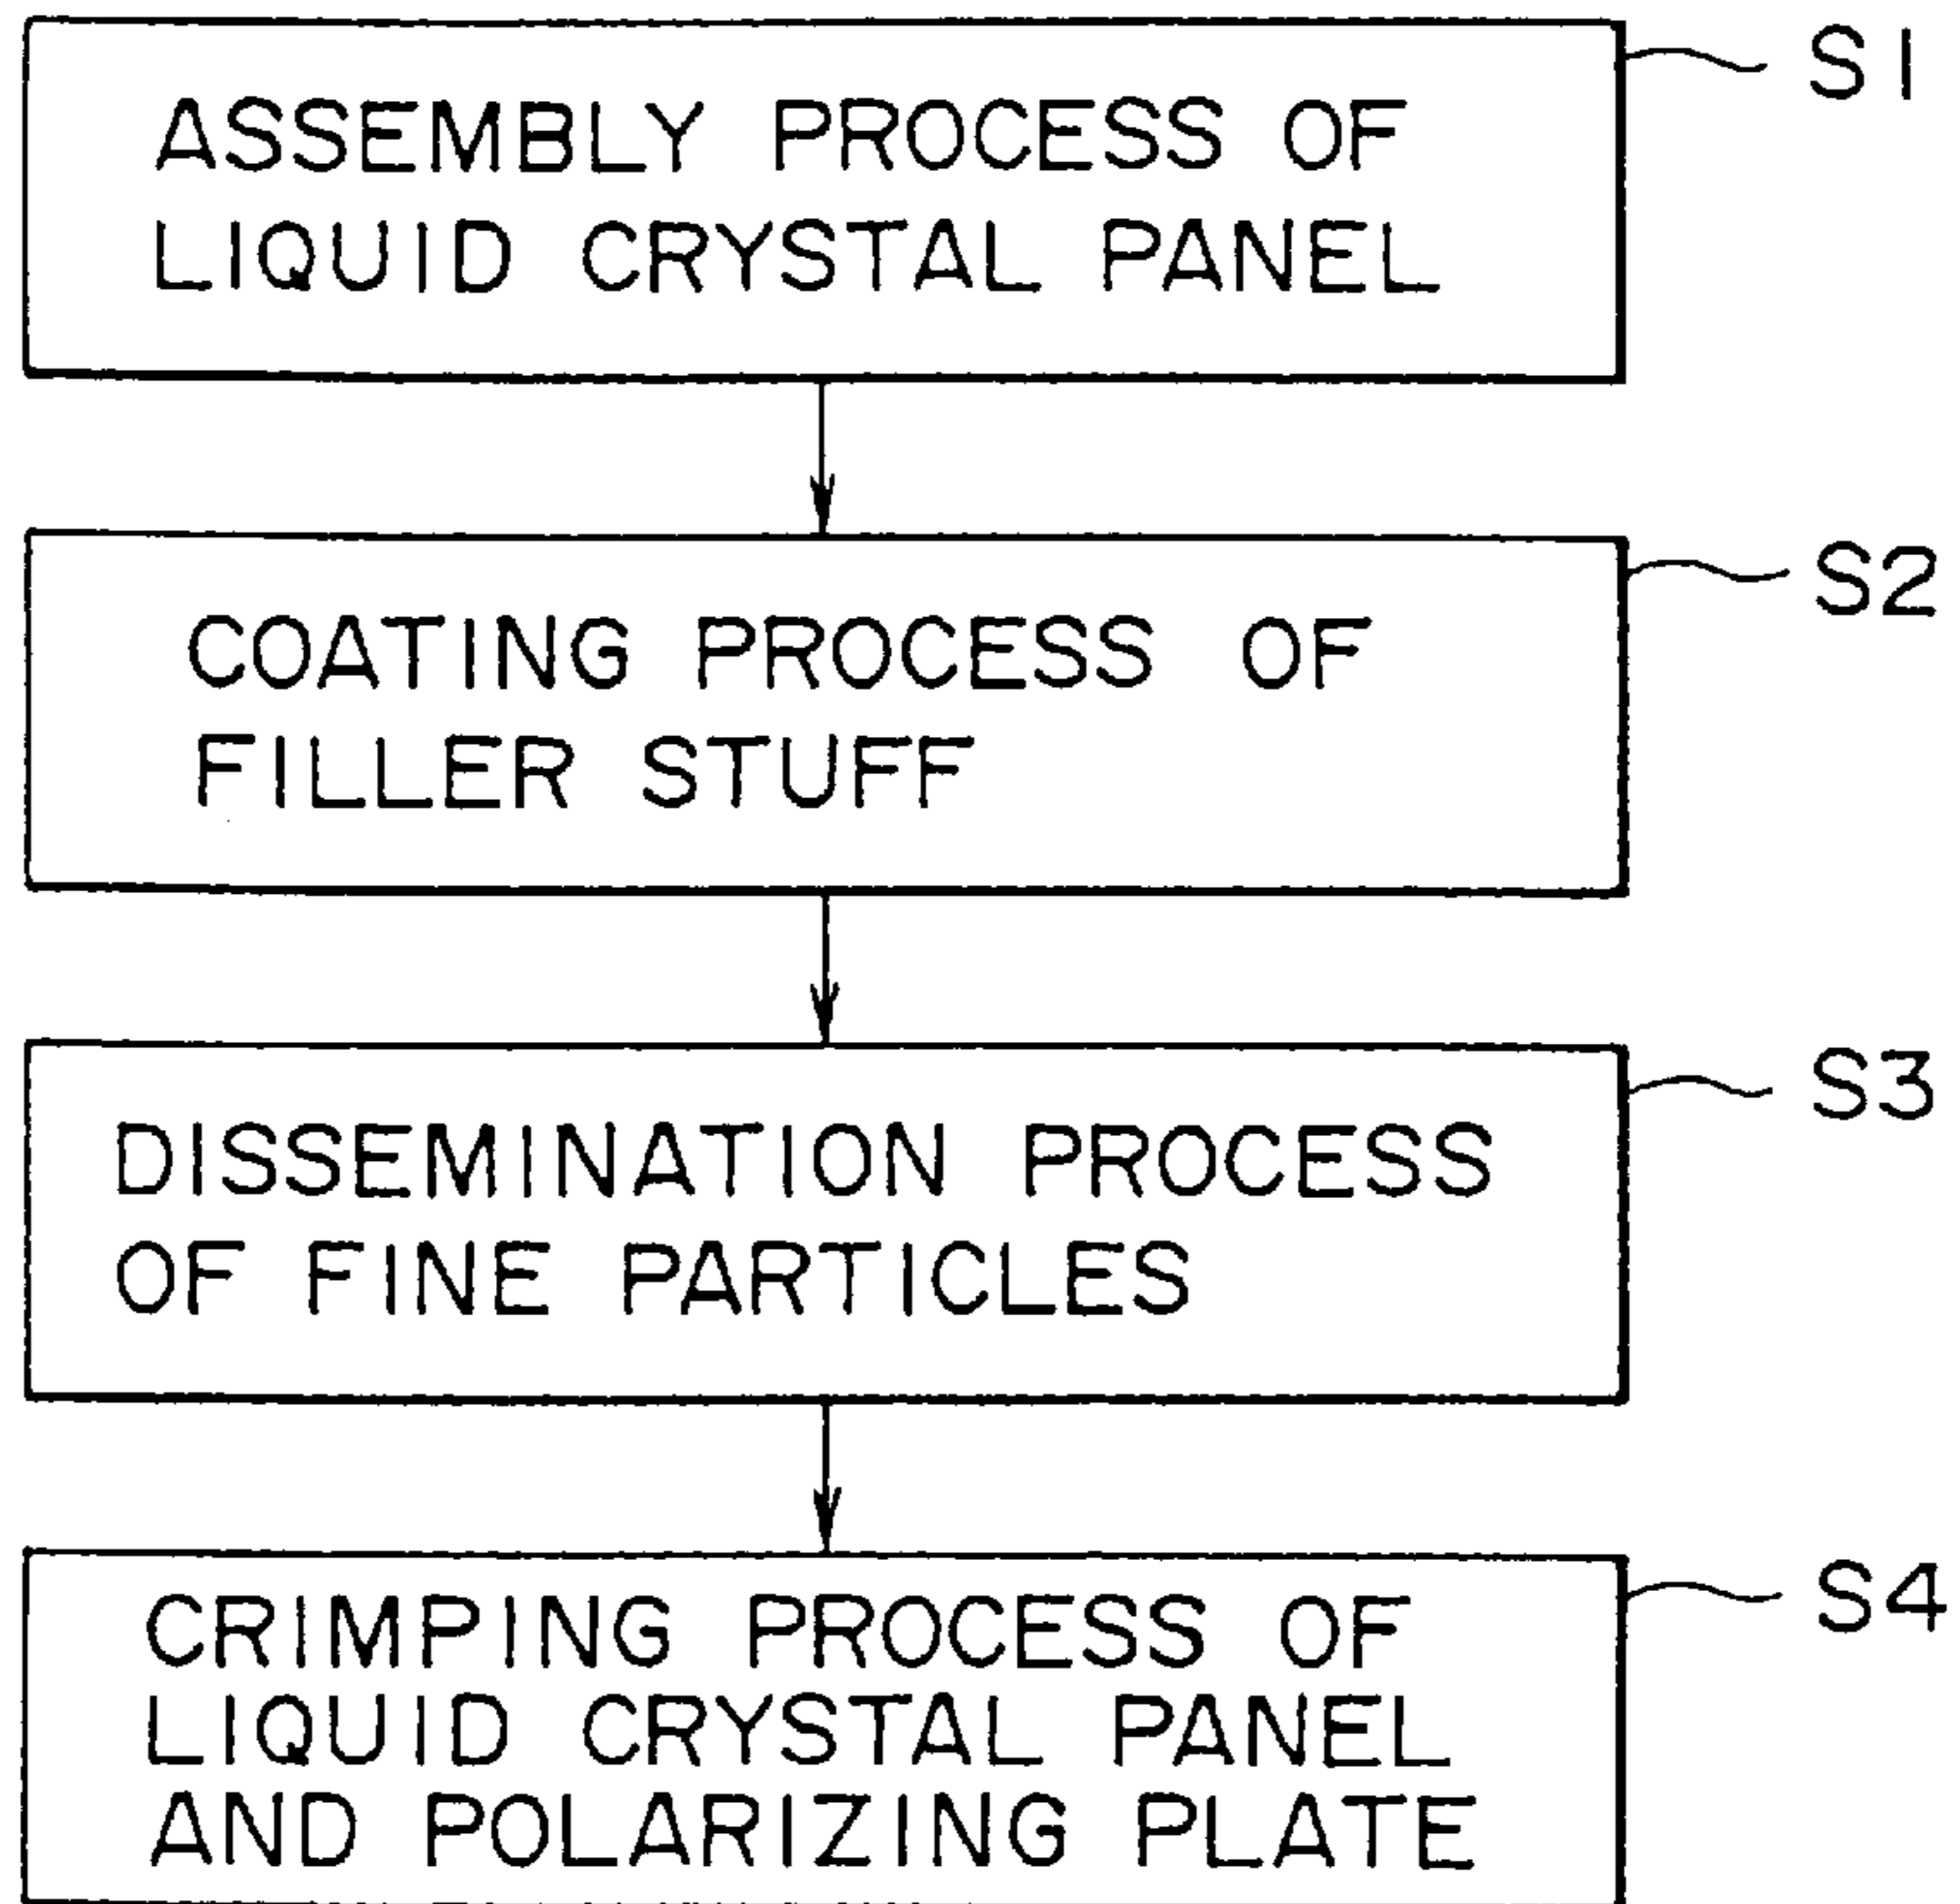 ASSEMBLY PROCESS OF
LIQUID CRYSTAL PANEL
S1
COATING PROCESS OF
FILLER STUFF
S2
DISSEMINATION PROCESS
OF FINE PARTICLES
S3
CRIMPING PROCESS OF
LIQUID CRYSTAL PANEL
AND POLARIZING PLATE
S4